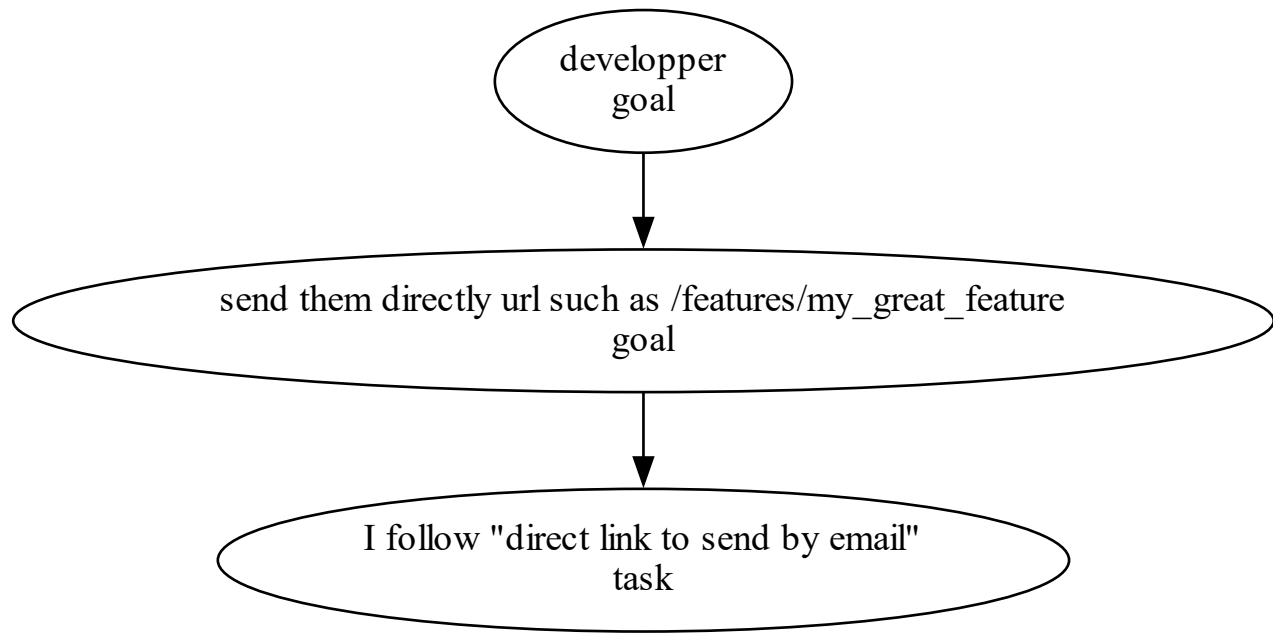 developper
goal
send them directly url such as /features/my_great_feature
goal
I follow "direct link to send by email"
task